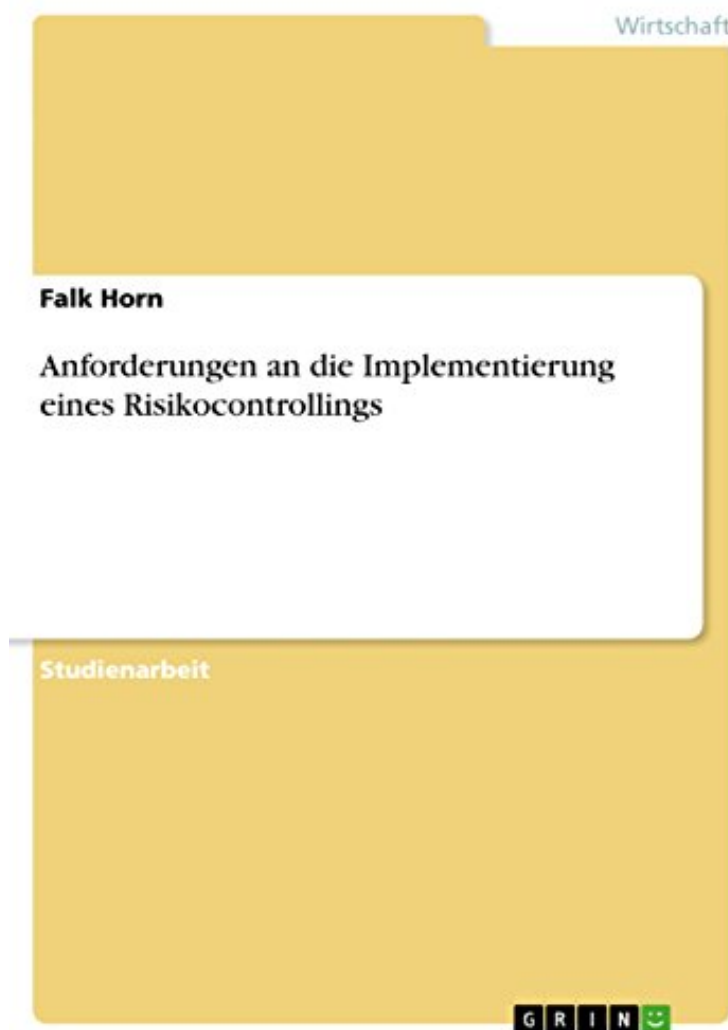 Wirtschaft
Falk Horn
Anforderungen an die Implementierung
eines Risikocontrollings
Studienarbeit
GRIN